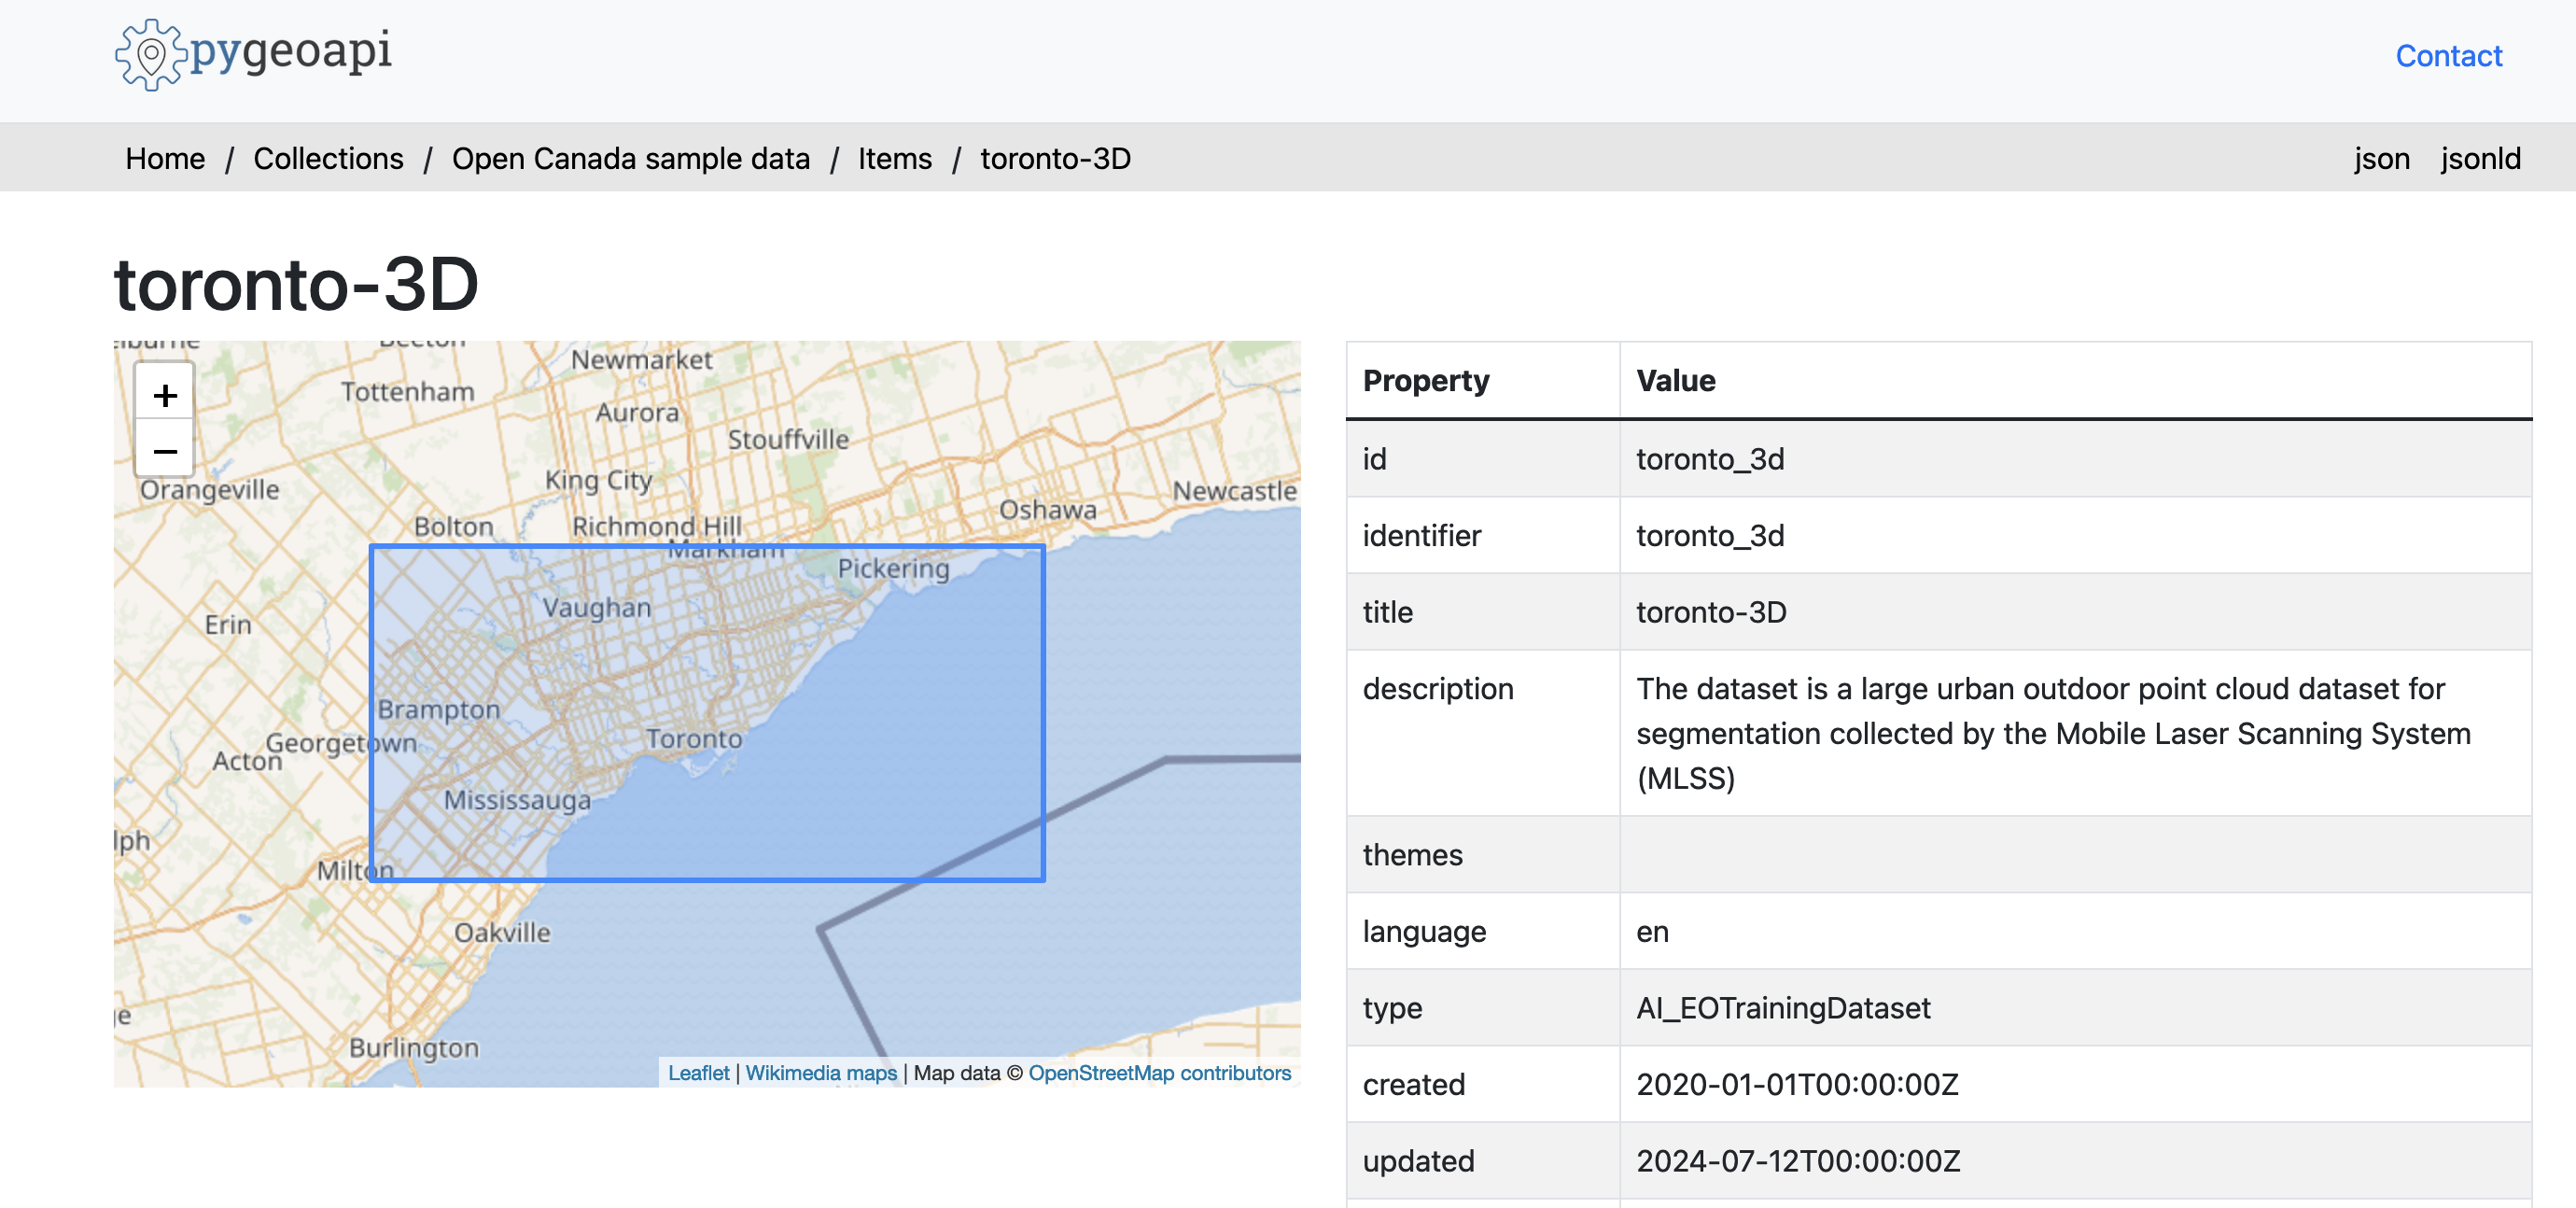 pygeoapi
Contact
Home / Collections / Open Canada sample data / Items / toronto-3D
json jsonld
toronto-3D
Newmarket
Tottenham
Aurora
Stouffville
King City
Orangeville
Newcastle
Oshawa
Bolton
Richmond Hill
Markham
Pickering
Vaughan
Erin
Brampton
Toronto
Georgetown
Acton
Mississauga
Milton
Oakville
Burlington
+
−
Leaflet | Wikimedia maps | Map data © OpenStreetMap contributors
Property Value
id toronto_3d
identifier toronto_3d
title toronto-3D
description The dataset is a large urban outdoor point cloud dataset for
segmentation collected by the Mobile Laser Scanning System
(MLSS)
themes
language en
type AI_EOTrainingDataset
created 2020-01-01T00:00:00Z
updated 2024-07-12T00:00:00Z